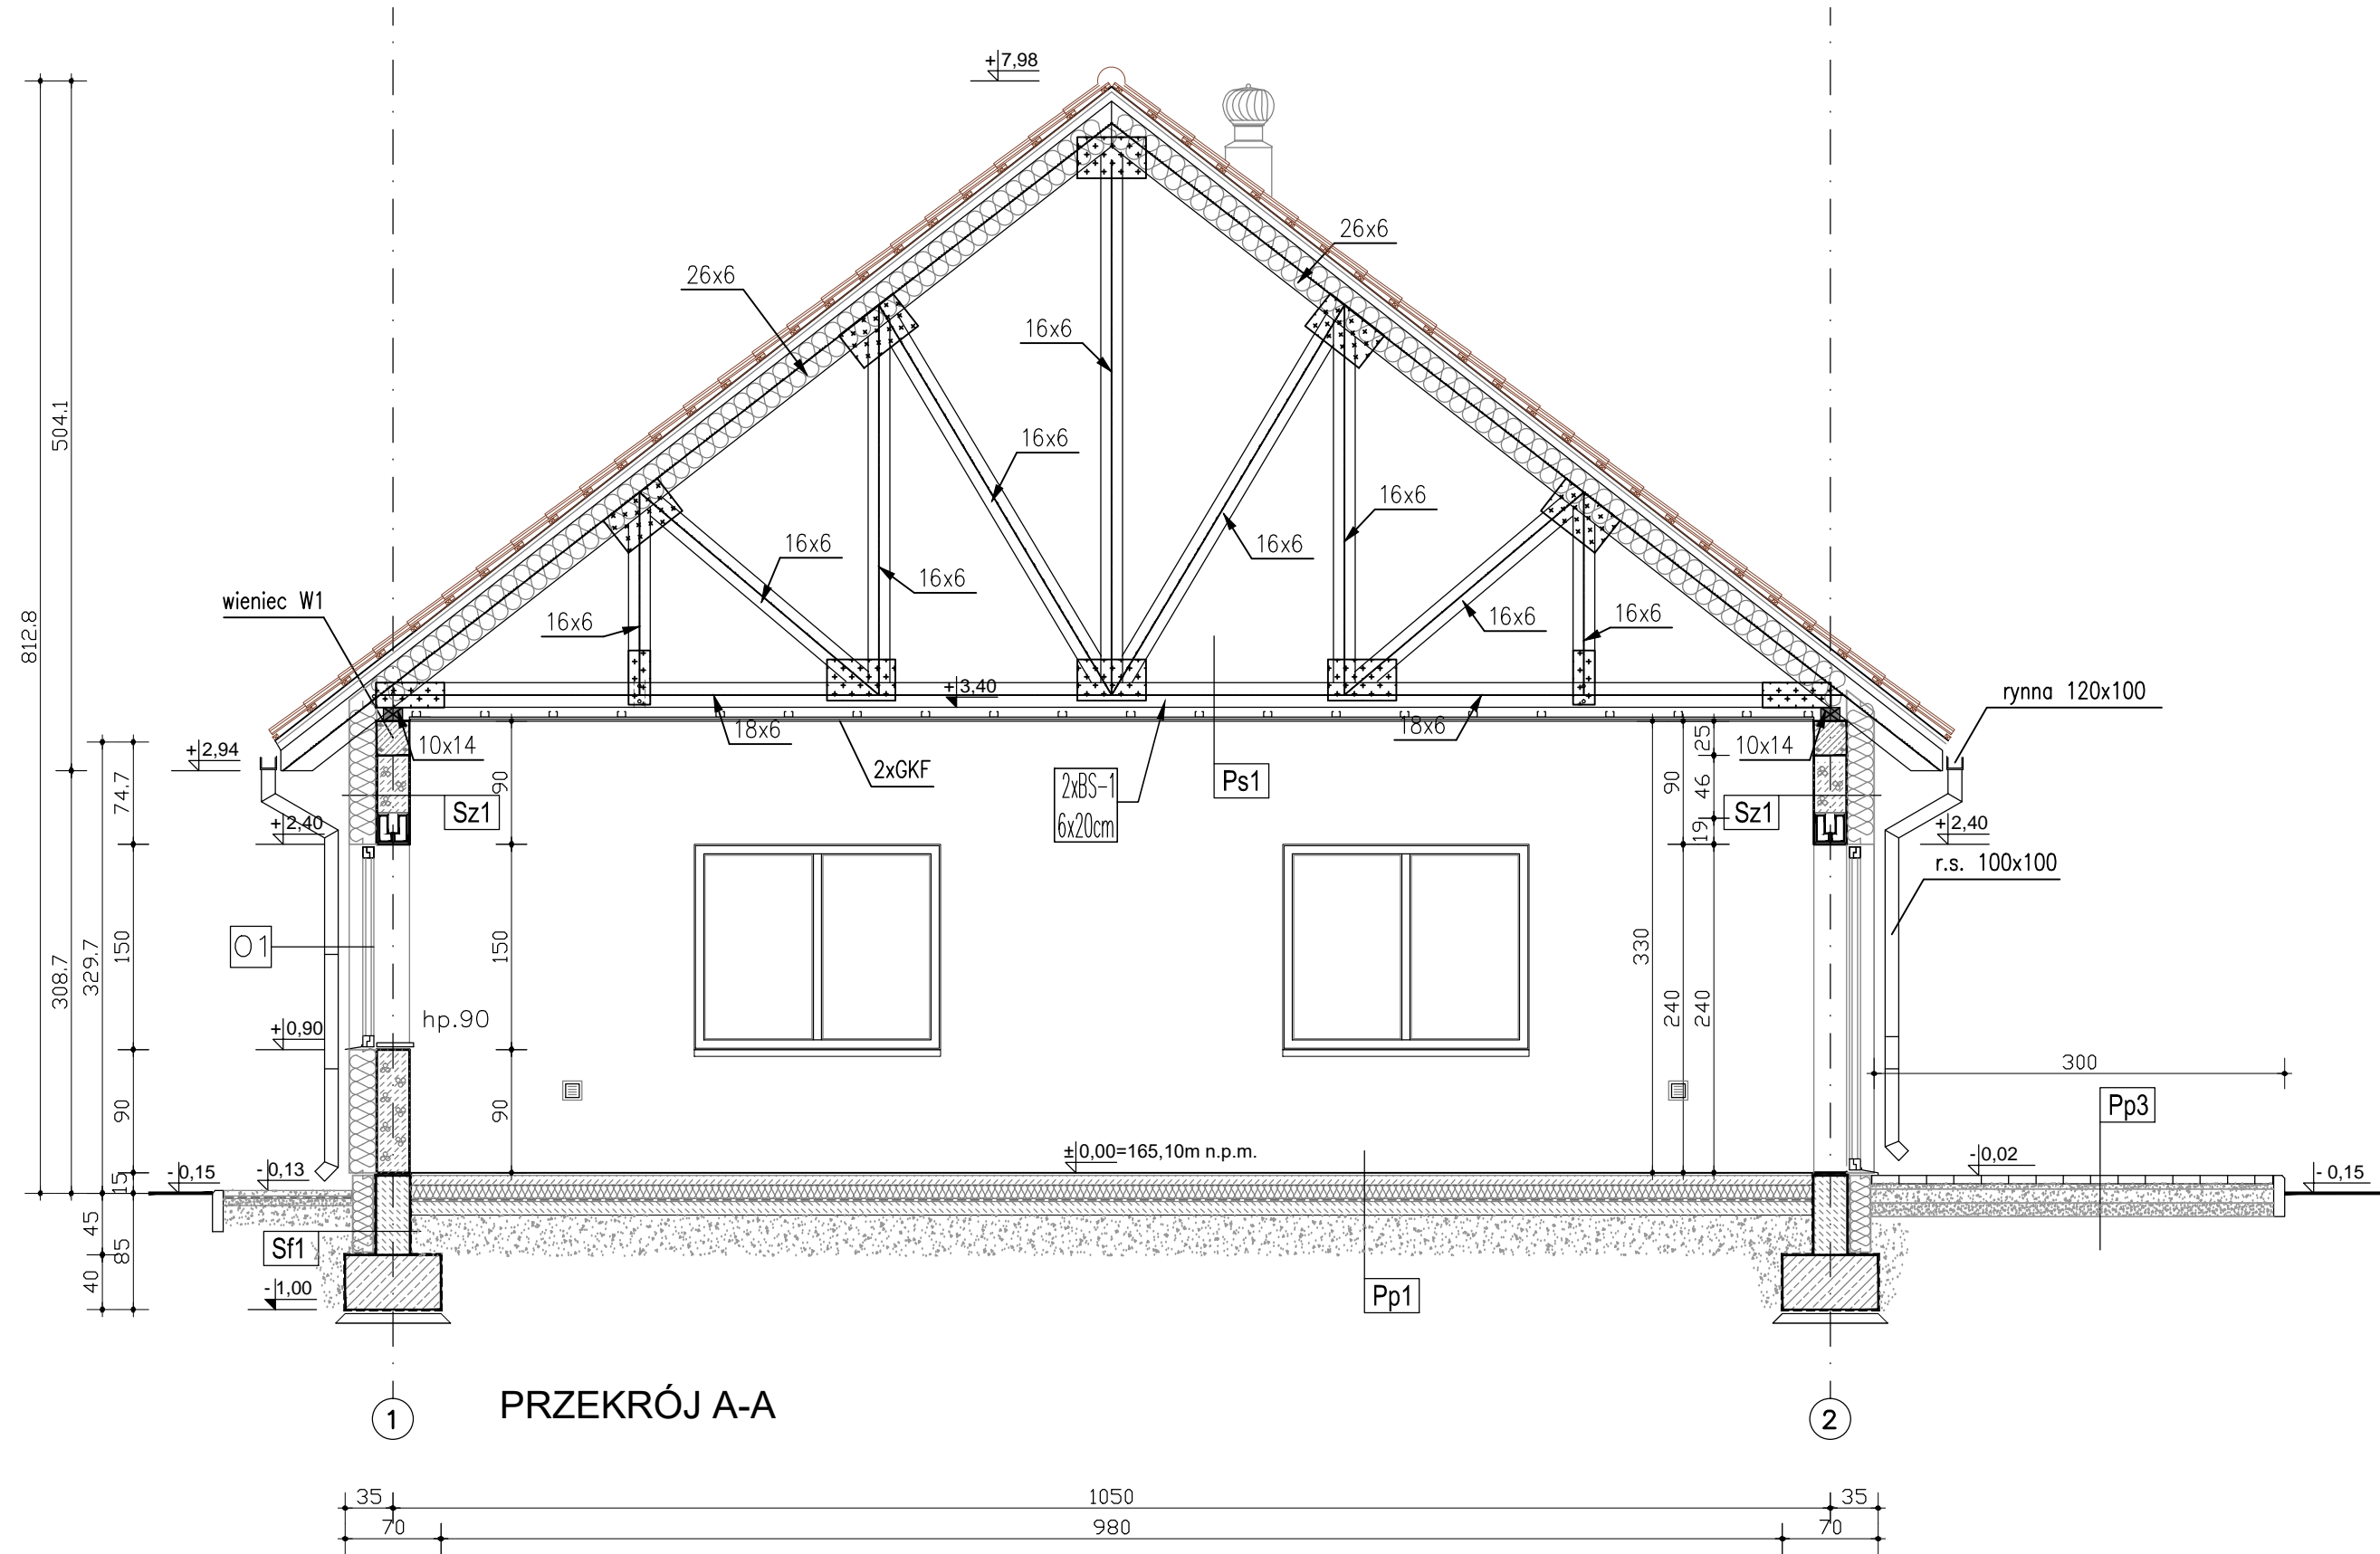 +7,98
26x6
26x6
16x6
504.1
16x6
16x6
16x6
16x6
16x6
wieniec W1
16x6
16x6
16x6
812.8
+3,40
rynna 120x100
18x6
18x6
10x14
10x14
25
+2,94
2xGKF
90
90
46
74.7
2xBS-1
6x20cm
Ps1
Sz1
Sz1
+2,40
19
+2,40
r.s. 100x100
O1
150
150
330
329.7
308.7
240
240
hp.90
+0,90
300
90
90
Pp3
±0,00=165,10m n.p.m.
-0,15
-0,13
15
-0,02
-0,15
45
85
Sf1
40
-1,00
Pp1
PRZEKRÓJ A-A
1
2
35
1050
35
70
980
70